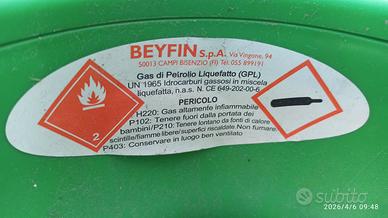 BEYFIN S.p.A. Via Vingone, 94
50013 CAMPI BISENZIO (FI) Tel. 055 899191
Gas di Petrolio Liquefatto (GPL)
UN 1965 Idrocarburi gassosi in miscela
liquefatta, n.a.s. N. CE 649-202-00-6
PERICOLO
H220: Gas altamente infiammabile
P102: Tenere fuori dalla portata dei
bambini/P210: Tenere lontano da fonti di calore
scintille/fiamme libere/superfici riscaldate. Non fumare.
P403: Conservare in luogo ben ventilato
2
subito
2026/4/6 09:48